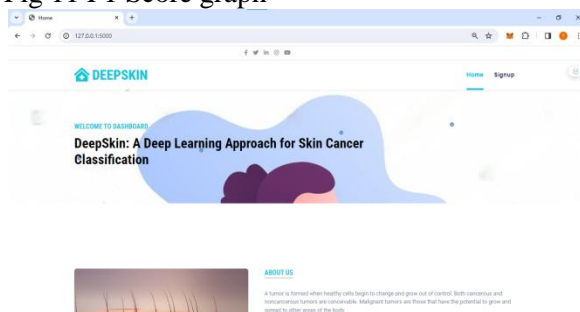 Fig 11 F1 Score graph
Home
127.0.0.1:5000
DEEPSKIN
Home Signup
WELCOME TO DASHBOARD
DeepSkin: A Deep Learning Approach for Skin Cancer
Classification
ABOUT US
A tumor is formed when healthy cells begin to change and grow out of control. Both cancerous and
noncancerous tumors are conceivable. Malignant tumors are those that have the potential to grow and
spread to other areas of the body.